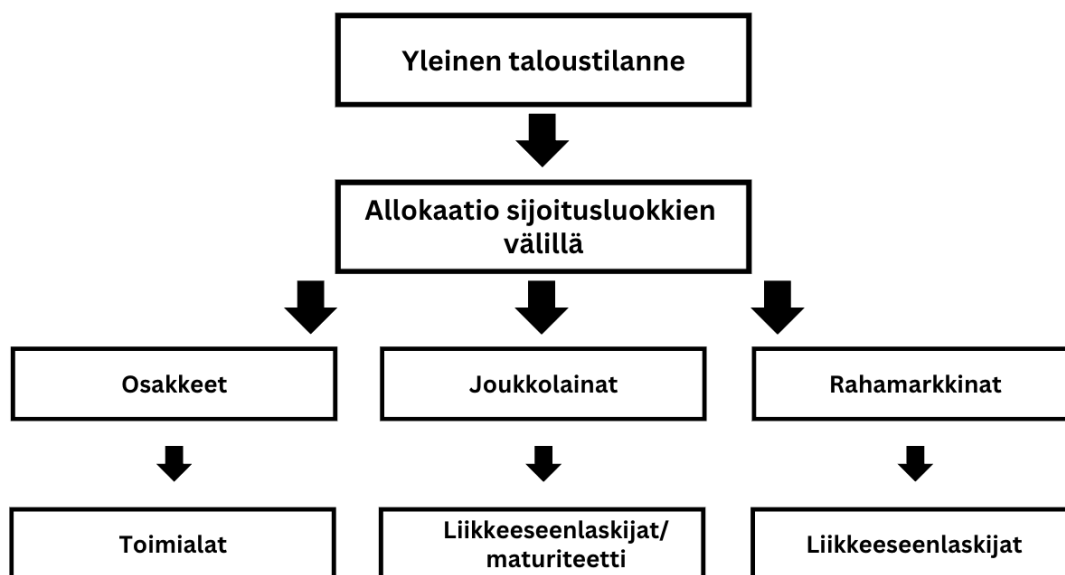 Yleinen taloustilanne
Allokaatio sijoitusluokkien
välillä
Osakkeet
Joukkolainat
Rahamarkkinat
Toimialat
Liikkeeseenlaskijat/
maturiteetti
Liikkeeseenlaskijat